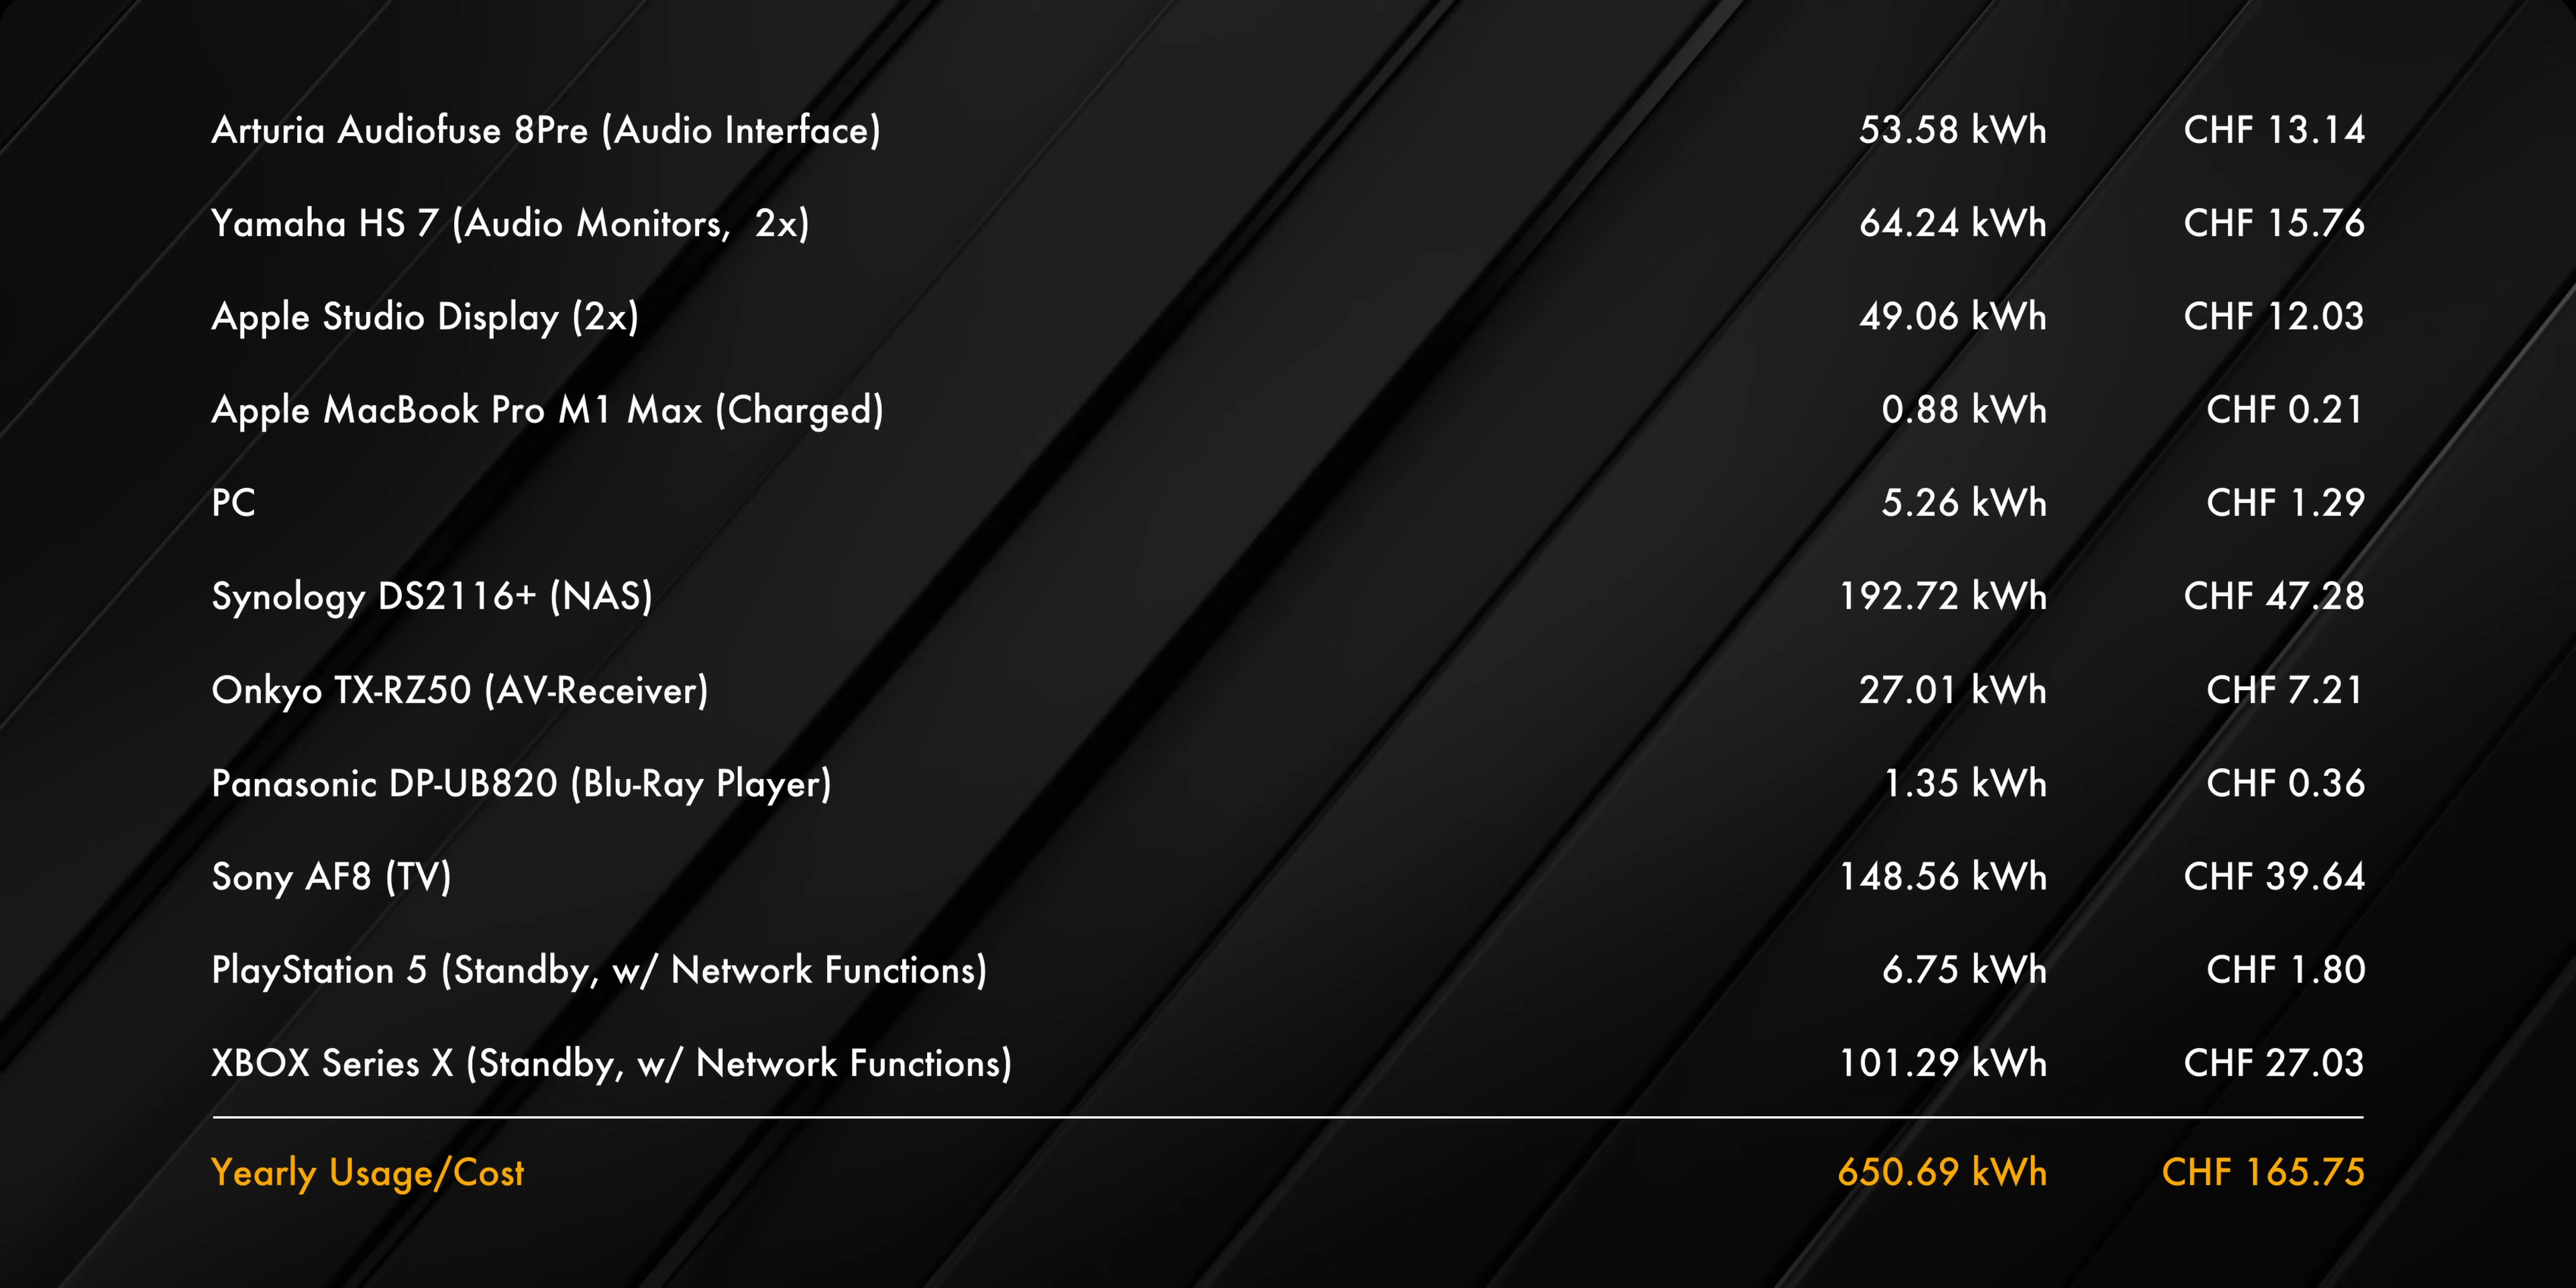 Arturia Audiofuse 8Pre (Audio Interface) 53.58 kWh CHF 13.14
Yamaha HS 7 (Audio Monitors,  2x) 64.24 kWh CHF 15.76
Apple Studio Display (2x) 49.06 kWh CHF 12.03
Apple MacBook Pro M1 Max (Charged) 0.88 kWh CHF 0.21
PC 5.26 kWh CHF 1.29
Synology DS2116+ (NAS) 192.72 kWh CHF 47.28
Onkyo TX-RZ50 (AV-Receiver) 27.01 kWh CHF 7.21
Panasonic DP-UB820 (Blu-Ray Player) 1.35 kWh CHF 0.36
Sony AF8 (TV) 148.56 kWh CHF 39.64
PlayStation 5 (Standby, w/ Network Functions) 6.75 kWh CHF 1.80
XBOX Series X (Standby, w/ Network Functions) 101.29 kWh CHF 27.03
Yearly Usage/Cost 650.69 kWh CHF 165.75